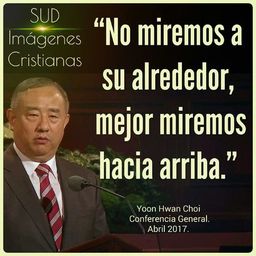 SUD
Imágenes
Cristianas
“No miremos a
su alrededor,
mejor miremos
hacia arriba.”
Yoon Hwan Choi
Conferencia General.
Abril 2017.